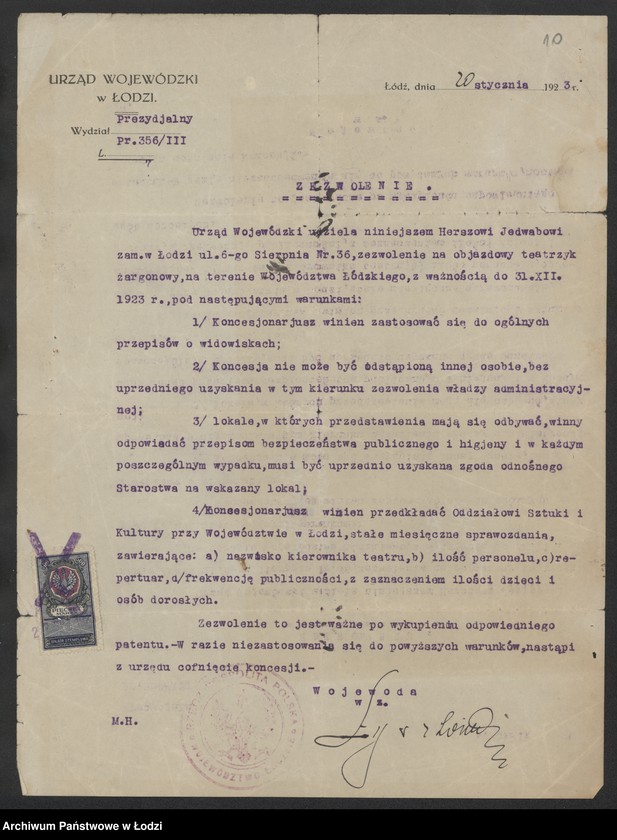 10
URZĄD WOJEWÓDZKI
w ŁODZI.
Wydział Prezydjalny
Pr.356/III
L.
Łódź, dnia 20 stycznia 1923 r.
ZEZWOLENIE.
Urząd Wojewódzki udziela niniejszem Herszowi Jedwabowi
zam.w Łodzi ul.6-go Sierpnia Nr.36,zezwolenie na objazdowy teatrzyk
żargonowy,na terenie Województwa Łódzkiego,z ważnością do 31.XII.
1923 r.,pod następującymi warunkami:
1/ Koncesjonarjusz winien zastosować się do ogólnych
przepisów o widowiskach;
2/ Koncesja nie może być odstąpioną innej osobie,bez
uprzedniego uzyskania w tym kierunku zezwolenia władzy administracyj-
nej;
3/ lokale,w których przedstawienia mają się odbywać,winny
odpowiadać przepisom bezpieczeństwa publicznego i higjeny i w każdym
poszczególnym wypadku,musi być uprzednio uzyskana zgoda odnośnego
Starostwa na wskazany lokal;
4/Koncesjonarjusz winien przedkładać Oddziałowi Sztuki i
Kultury przy Województwie w Łodzi,stałe miesięczne sprawozdania,
zawierające: a) nazwisko kierownika teatru,b) ilość personelu,c)re-
pertuar,d/frekwencję publiczności,z zaznaczeniem ilości dzieci i
osób dorosłych.
Zezwolenie to jest ważne po wykupieniu odpowiedniego
patentu.-W razie niezastosowania się do powyższych warunków,nastąpi
z urzędu cofnięcie koncesji.-
Wojewoda
w z.
M.H.
Archiwum Państwowe w Łodzi